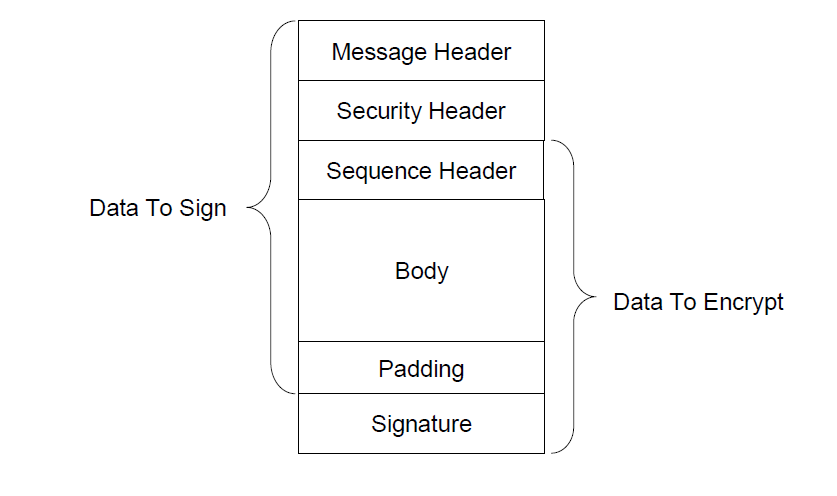 Message Header
Security Header
Sequence Header
Data To Sign
Body
Data To Encrypt
Padding
Signature